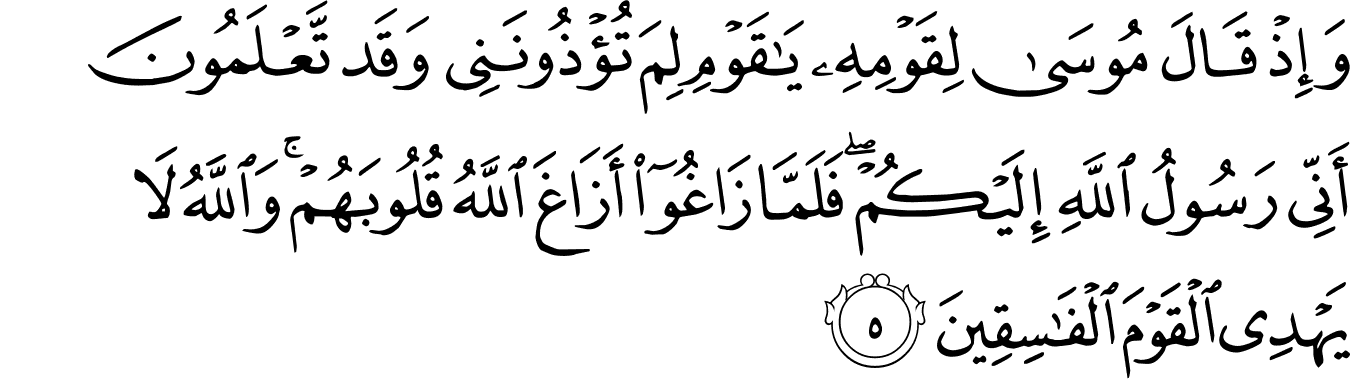 وَإِذْ قَالَ مُوسَىٰ لِقَوْمِهِۦ يَـٰقَوْمِ لِمَ تُؤْذُونَنِى وَقَد تَّعْلَمُونَ
أَنِّى رَسُولُ ٱللَّهِ إِلَيْكُمْ ۖ فَلَمَّا زَاغُوٓا۟ أَزَاغَ ٱللَّهُ قُلُوبَهُمْ ۚ وَٱللَّهُ لَا
يَهْدِى ٱلْقَوْمَ ٱلْفَـٰسِقِينَ ٥